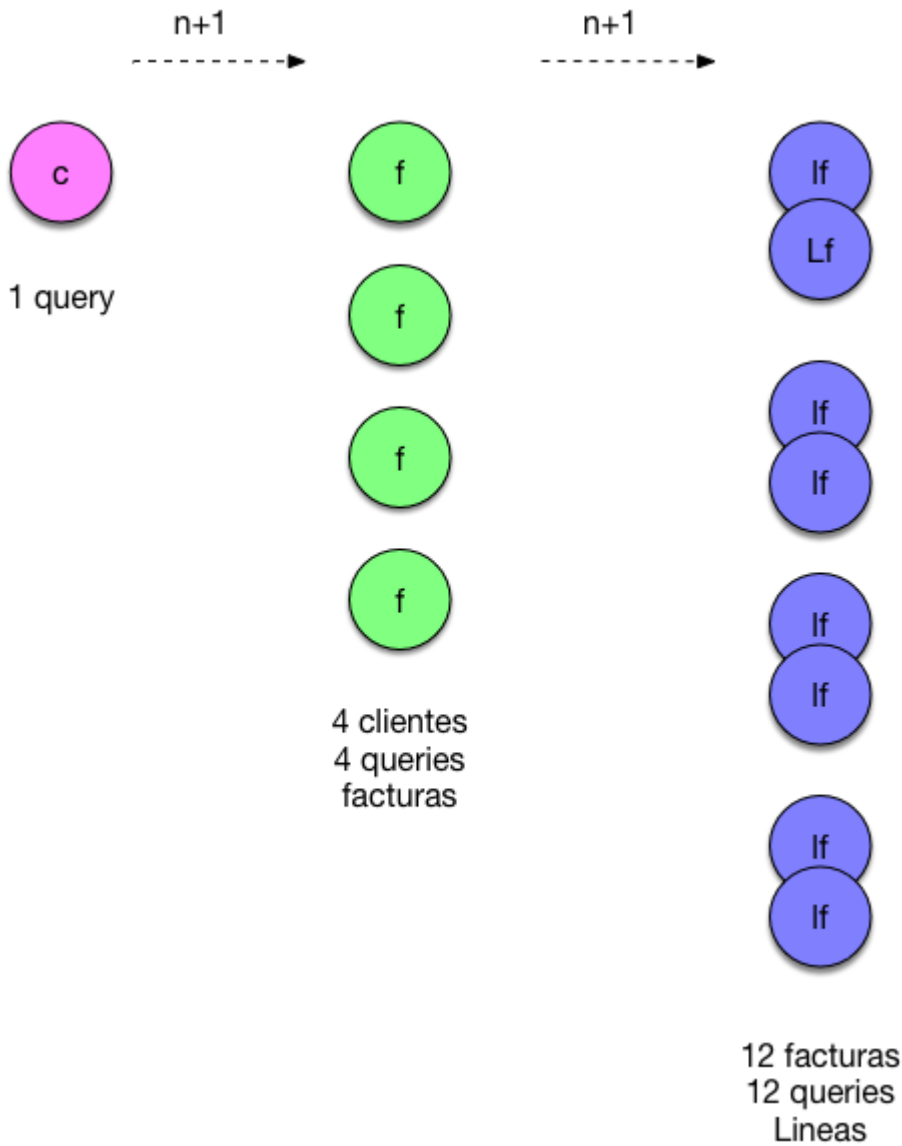 n+1
n+1
c
1 query
f
f
f
f
4 clientes
4 queries
facturas
lf
Lf
lf
lf
lf
lf
lf
lf
12 facturas
12 queries
Lineas